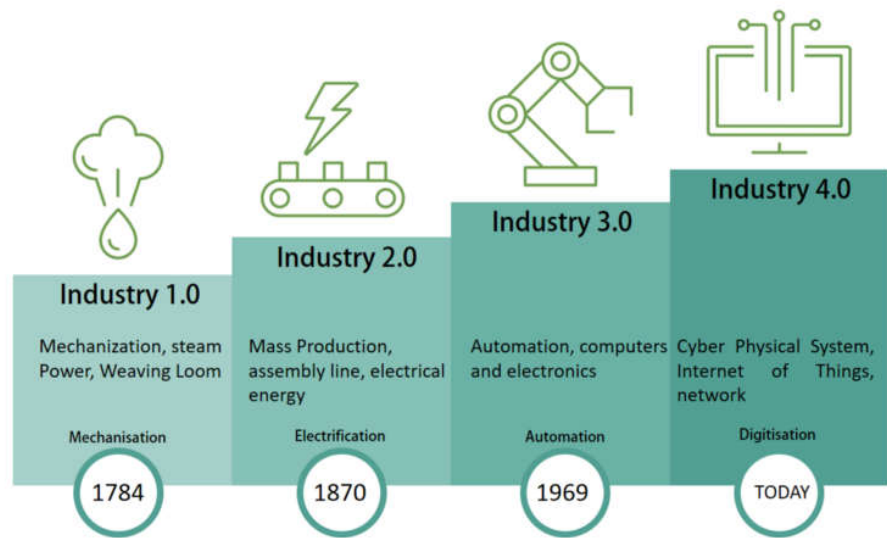 Industry 1.0
Mechanization, steam
Power, Weaving Loom
Mechanisation
1784
Industry 2.0
Mass Production,
assembly line, electrical
energy
Electrification
1870
Industry 3.0
Automation, computers
and electronics
Automation
1969
Industry 4.0
Cyber Physical System,
Internet of Things,
network
Digitisation
TODAY